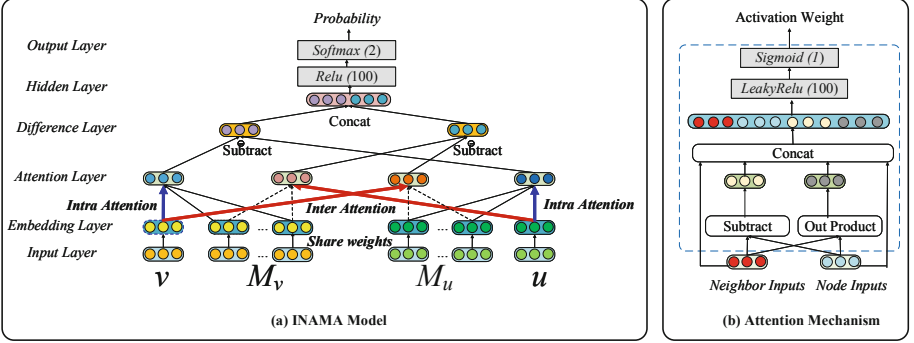 Probability
Output Layer
Softmax (2)
Hidden Layer
Relu (100)
Concat
Difference Layer
Subtract
Subtract
Attention Layer
Intra Attention
Inter Attention
Intra Attention
Embedding Layer
...
...
Share weights
Input Layer
...
...
v
M_v
M_u
u
(a) INAMA Model
Activation Weight
Sigmoid (1)
LeakyRelu (100)
Concat
Subtract
Out Product
Neighbor Inputs
Node Inputs
(b) Attention Mechanism